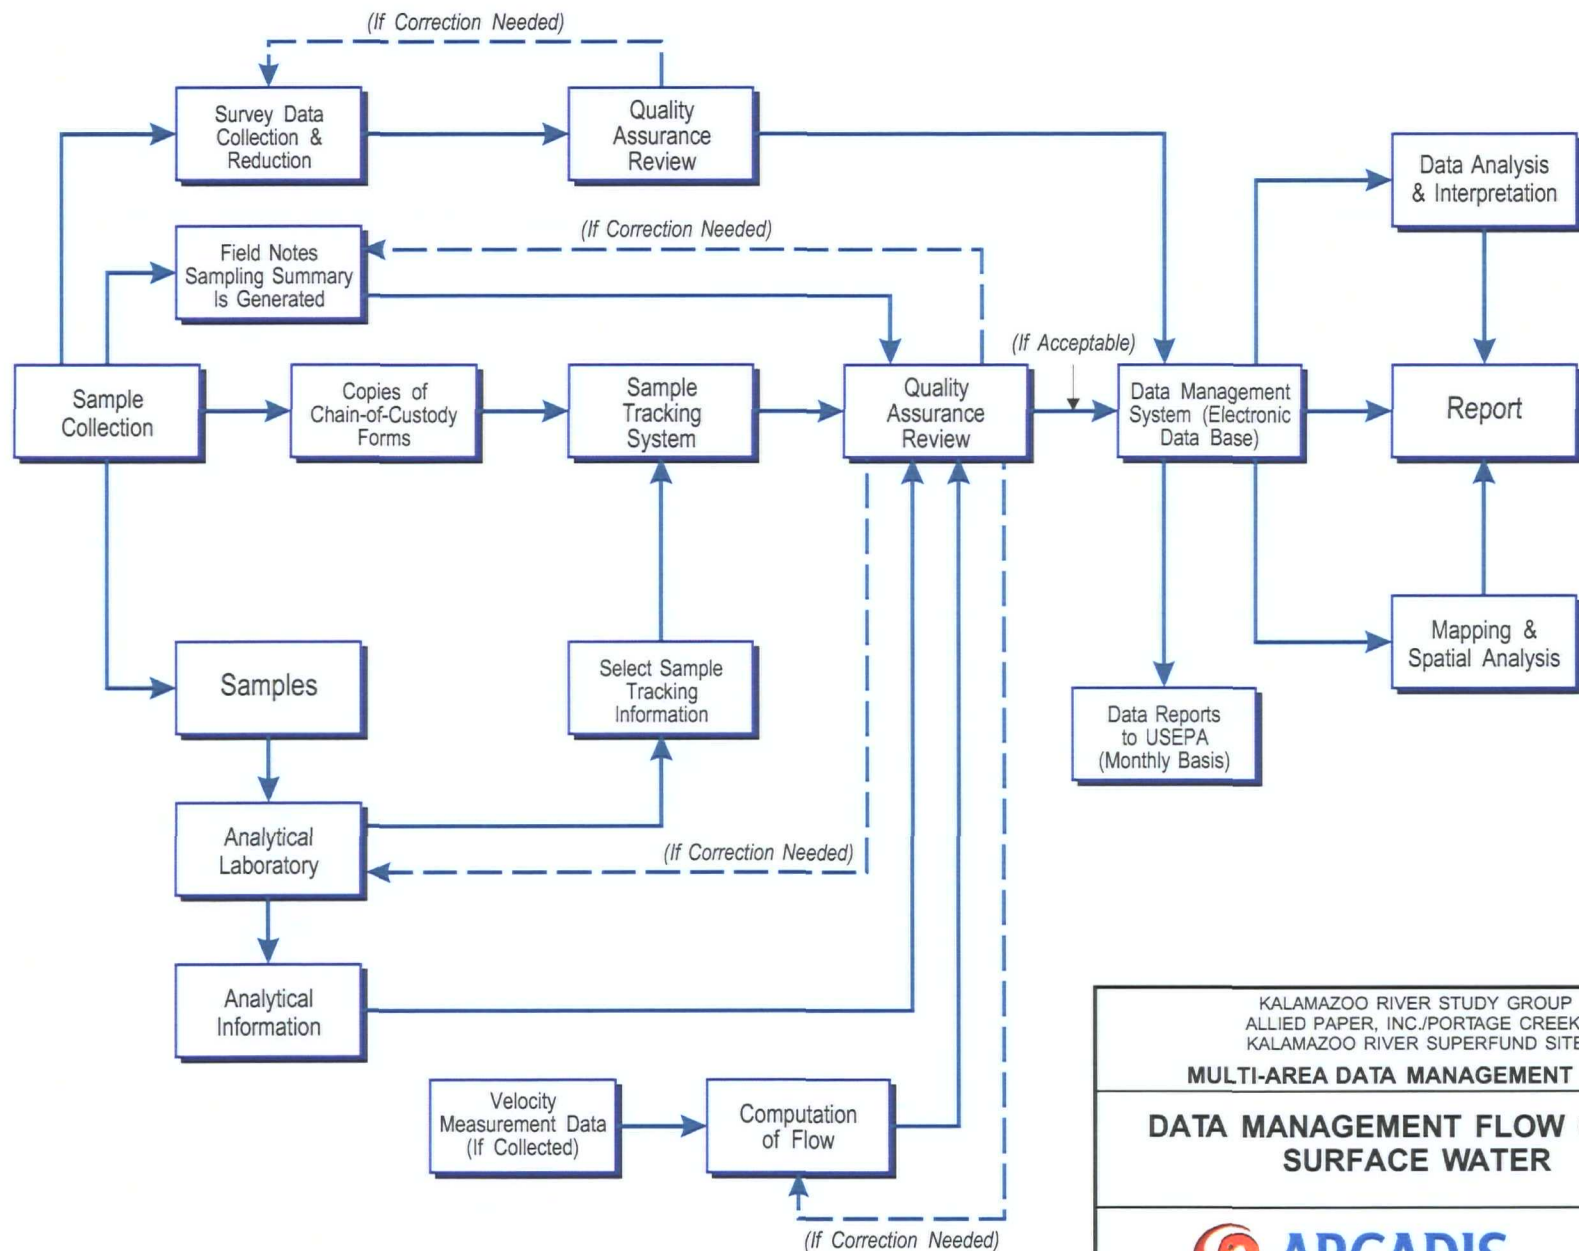 (If Correction Needed)
Survey Data
Collection &
Reduction
Quality
Assurance
Review
Data Analysis
& Interpretation
Field Notes
Sampling Summary
Is Generated
(If Correction Needed)
(If Acceptable)
Sample
Collection
Copies of
Chain-of-Custody
Forms
Sample
Tracking
System
Quality
Assurance
Review
Data Management
System (Electronic
Data Base)
Report
Samples
Select Sample
Tracking
Information
Mapping &
Spatial Analysis
Data Reports
to USEPA
(Monthly Basis)
Analytical
Laboratory
(If Correction Needed)
Analytical
Information
Velocity
Measurement Data
(If Collected)
Computation
of Flow
(If Correction Needed)
KALAMAZOO RIVER STUDY GROUP
ALLIED PAPER, INC./PORTAGE CREEK
KALAMAZOO RIVER SUPERFUND SITE
MULTI-AREA DATA MANAGEMENT
DATA MANAGEMENT FLOW
SURFACE WATER
ARCADIS